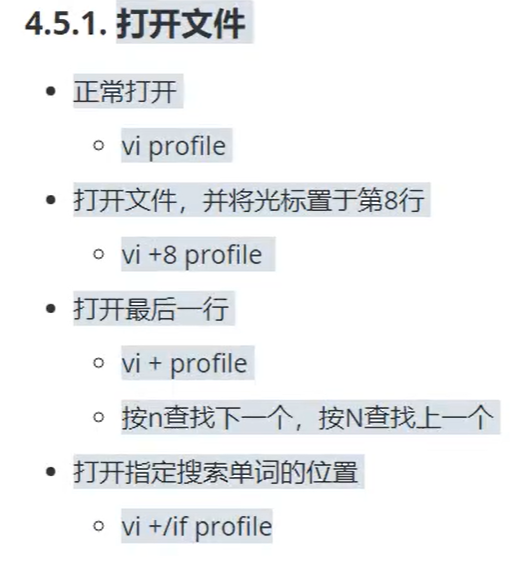 4.5.1. 打开文件
正常打开
vi profile
打开文件，并将光标置于第8行
vi +8 profile
打开最后一行
vi + profile
按n查找下一个，按N查找上一个
打开指定搜索单词的位置
vi +/if profile